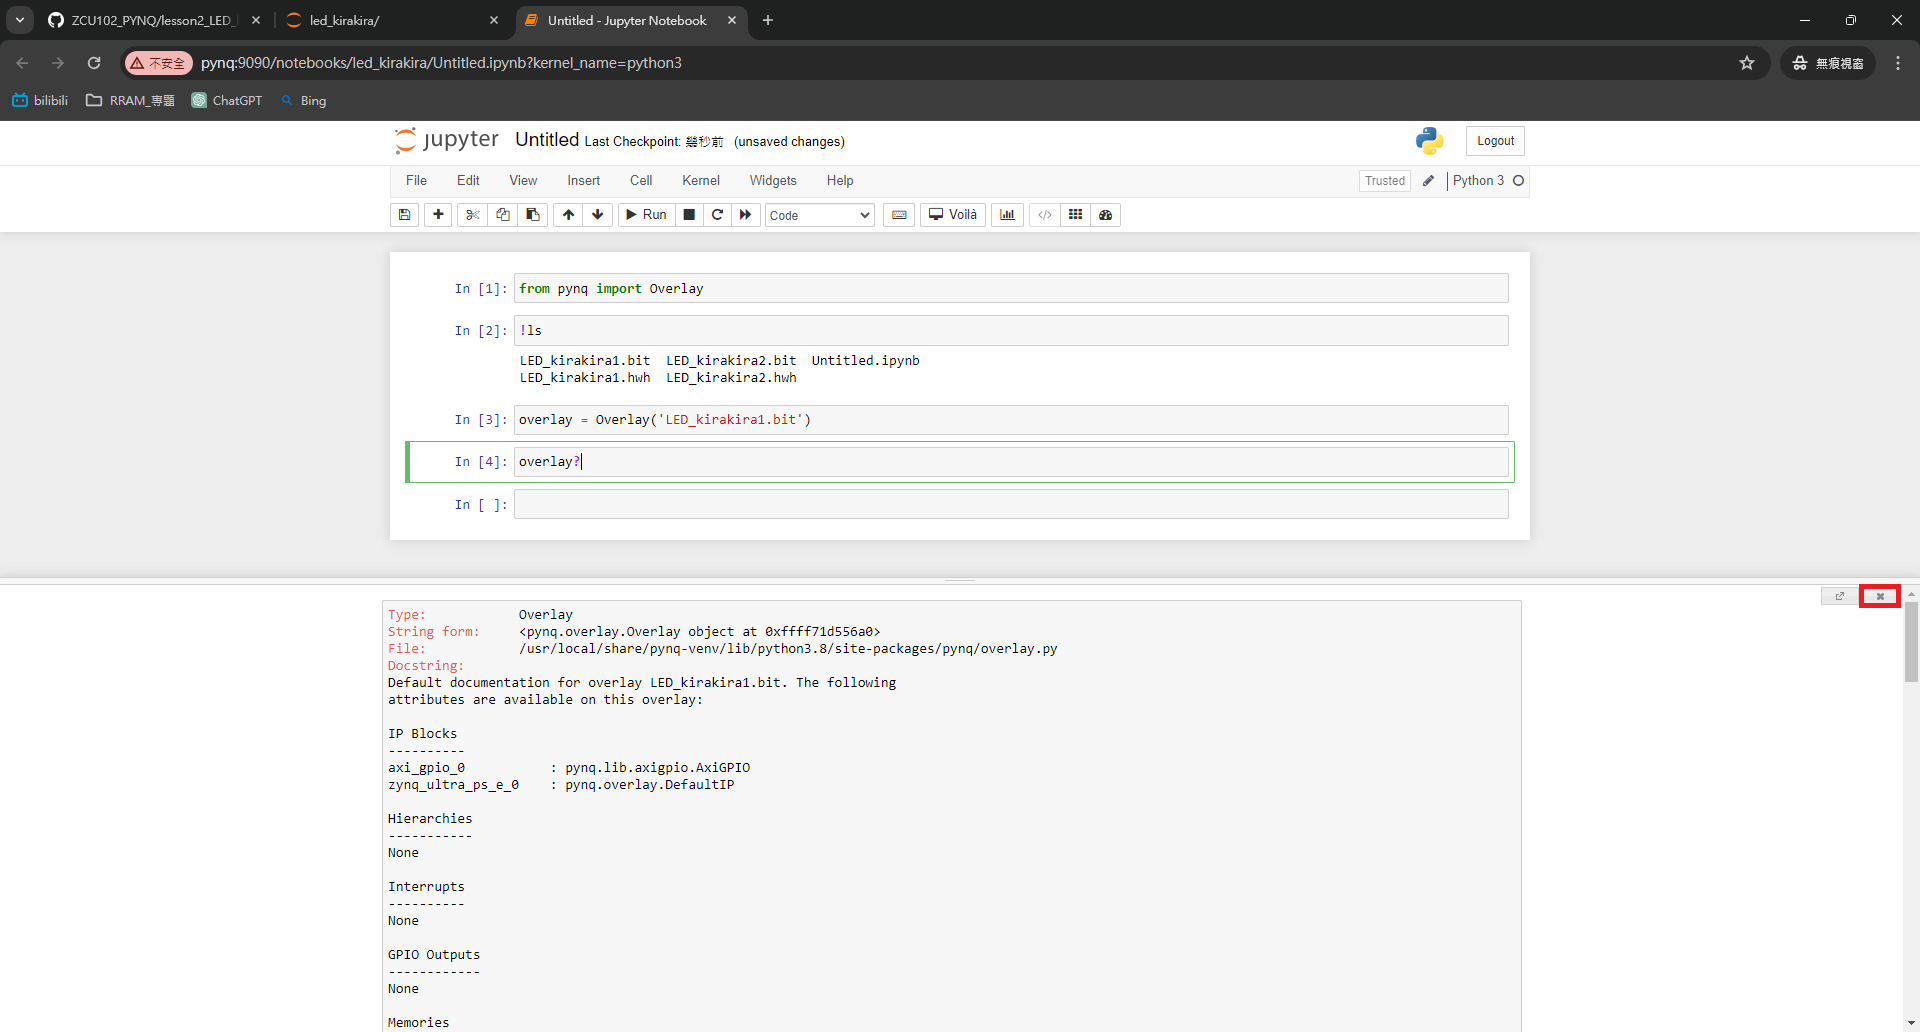 ZCU102_PYNQ/lesson2_LED_
led_kirakira/
Untitled - Jupyter Notebook
不安全
pynq:9090/notebooks/led_kirakira/Untitled.ipynb?kernel_name=python3
無痕視窗
bilibili
RRAM_専題
ChatGPT
Bing
jupyter
Untitled Last Checkpoint: 幾秒前 (unsaved changes)
Logout
File Edit View Insert Cell Kernel Widgets Help
Trusted
Python 3
Run
Code
Voilà
In [1]: from pynq import Overlay
In [2]: !ls
LED_kirakira1.bit LED_kirakira2.bit Untitled.ipynb
LED_kirakira1.hwh LED_kirakira2.hwh
In [3]: overlay = Overlay('LED_kirakira1.bit')
In [4]: overlay?
In [ ]:
Type: Overlay
String form: <pynq.overlay.Overlay object at 0xffff71d556a0>
File: /usr/local/share/pynq-venv/lib/python3.8/site-packages/pynq/overlay.py
Docstring:
Default documentation for overlay LED_kirakira1.bit. The following
attributes are available on this overlay:
IP Blocks
----------
axi_gpio_0 : pynq.lib.axigpio.AxiGPIO
zynq_ultra_ps_e_0 : pynq.overlay.DefaultIP
Hierarchies
-----------
None
Interrupts
----------
None
GPIO Outputs
------------
None
Memories